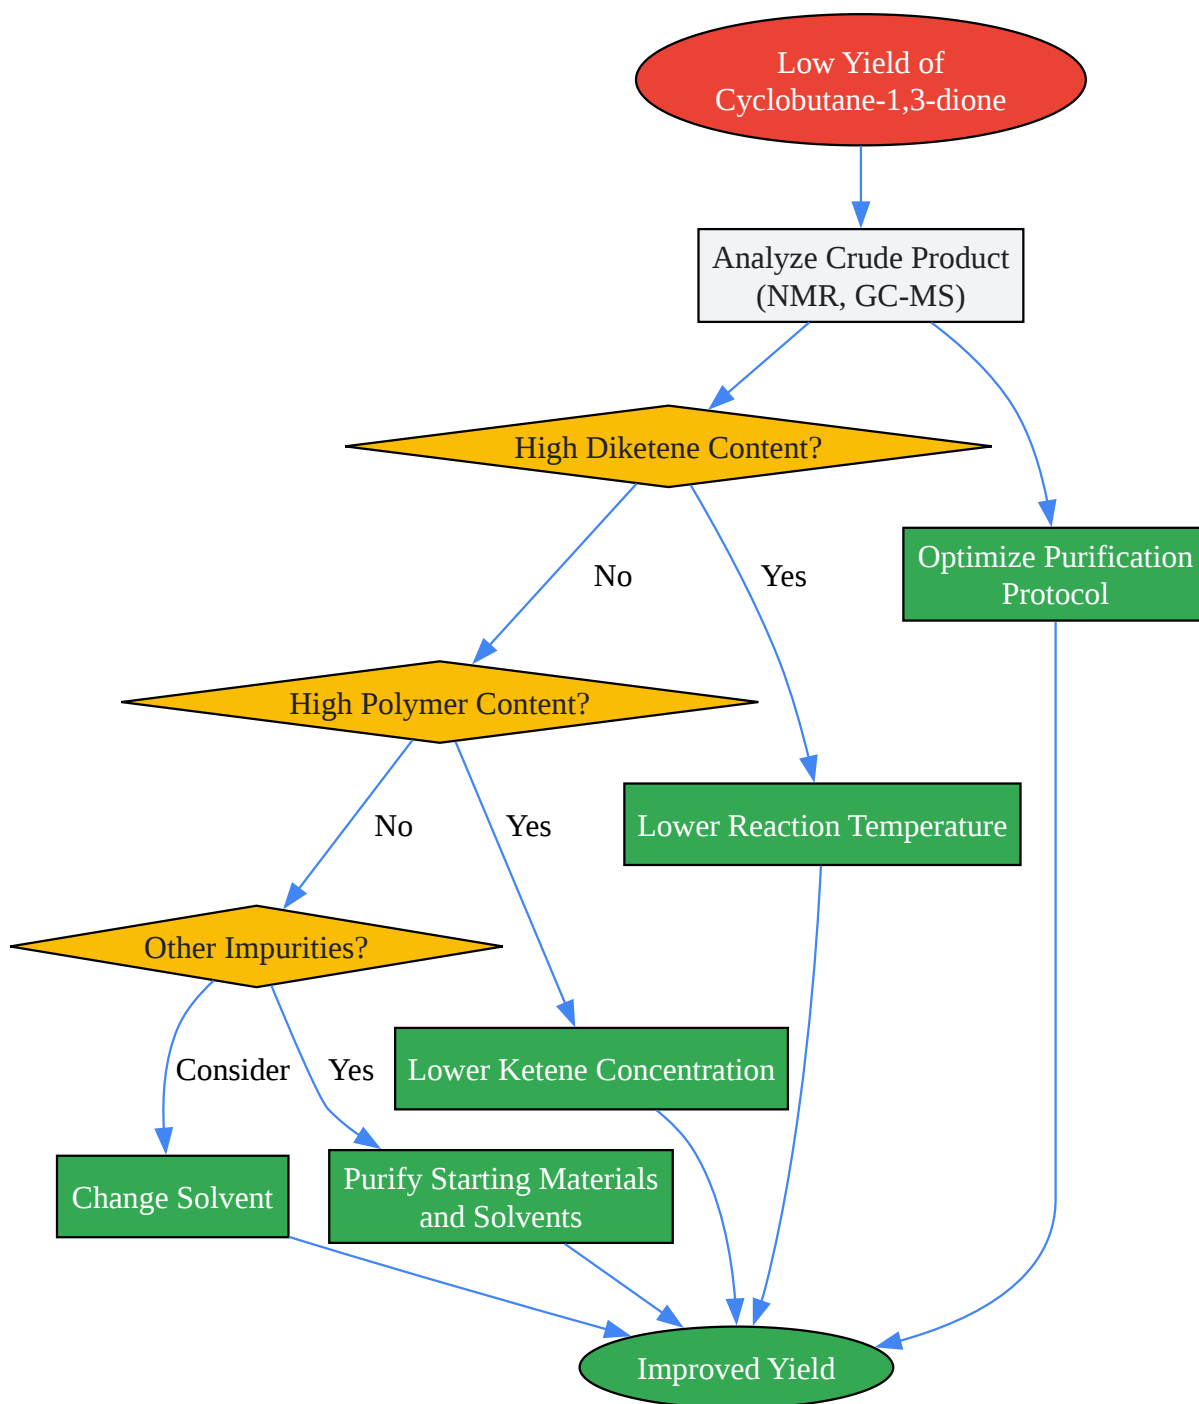 Low Yield of
Cyclobutane-1,3-dione
Analyze Crude Product
(NMR, GC-MS)
High Diketene Content?
No
Yes
Optimize Purification
Protocol
High Polymer Content?
No
Yes
Lower Reaction Temperature
Other Impurities?
Consider
Yes
Lower Ketene Concentration
Change Solvent
Purify Starting Materials
and Solvents
Improved Yield